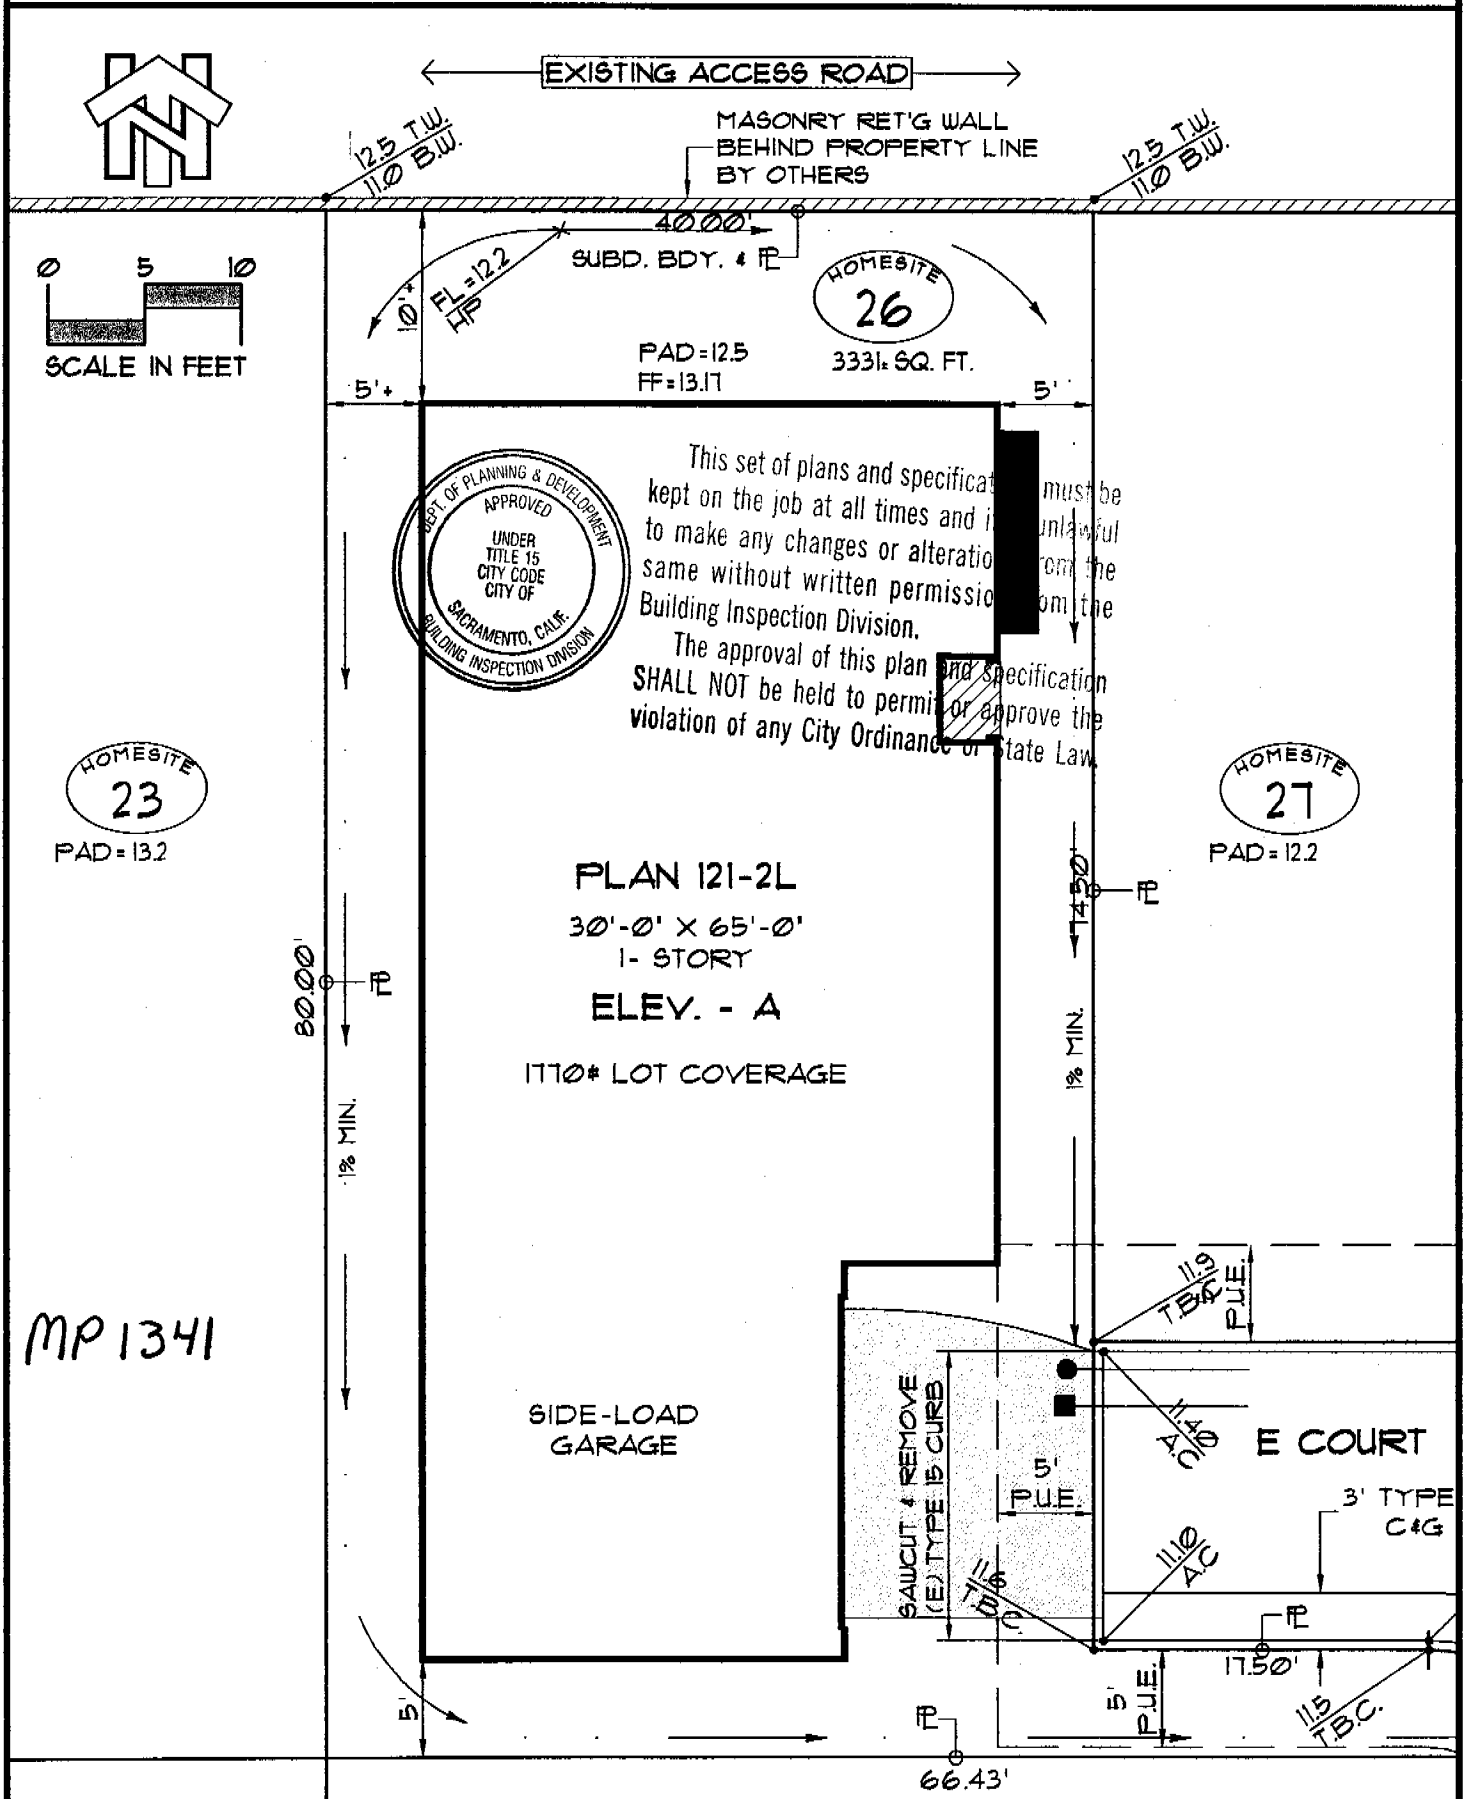 EXISTING ACCESS ROAD
12.5 T.W.
11.0 B.W.
MASONRY RET'G WALL
BEHIND PROPERTY LINE
BY OTHERS
12.5 T.W.
11.0 B.W.
40.00'
SUBD. BDY. & PL
FL=12.2
HP
10'+
HOMESITE
26
3331± SQ. FT.
0 5 10
SCALE IN FEET
PAD=12.5
FF=13.17
5'+
5'
DEPT. OF PLANNING & DEVELOPMENT
APPROVED
UNDER
TITLE 15
CITY CODE
CITY OF
SACRAMENTO, CALIF.
BUILDING INSPECTION DIVISION
This set of plans and specificat must be
kept on the job at all times and i unlawful
to make any changes or alteratio from the
same without written permissio om the
Building Inspection Division.
The approval of this plan and specification
SHALL NOT be held to permit or approve the
violation of any City Ordinance or State Law.
HOMESITE
23
PAD=13.2
HOMESITE
27
PAD=12.2
PLAN 121-2L
30'-0" X 65'-0"
1- STORY
ELEV. - A
1770# LOT COVERAGE
80.00'
PL
74.50'
PL
1% MIN.
1% MIN.
MP 1341
SIDE-LOAD
GARAGE
SAWCUT & REMOVE
(E) TYPE 15 CURB
5'
P.U.E.
11.9
T.B.C.
P.U.E.
11.40
A.C
E COURT
3' TYPE
C&G
11.10
A.C
11.6
T.B.C.
PL
17.50'
5'
P.U.E.
11.5
T.B.C.
5'
PL
66.43'